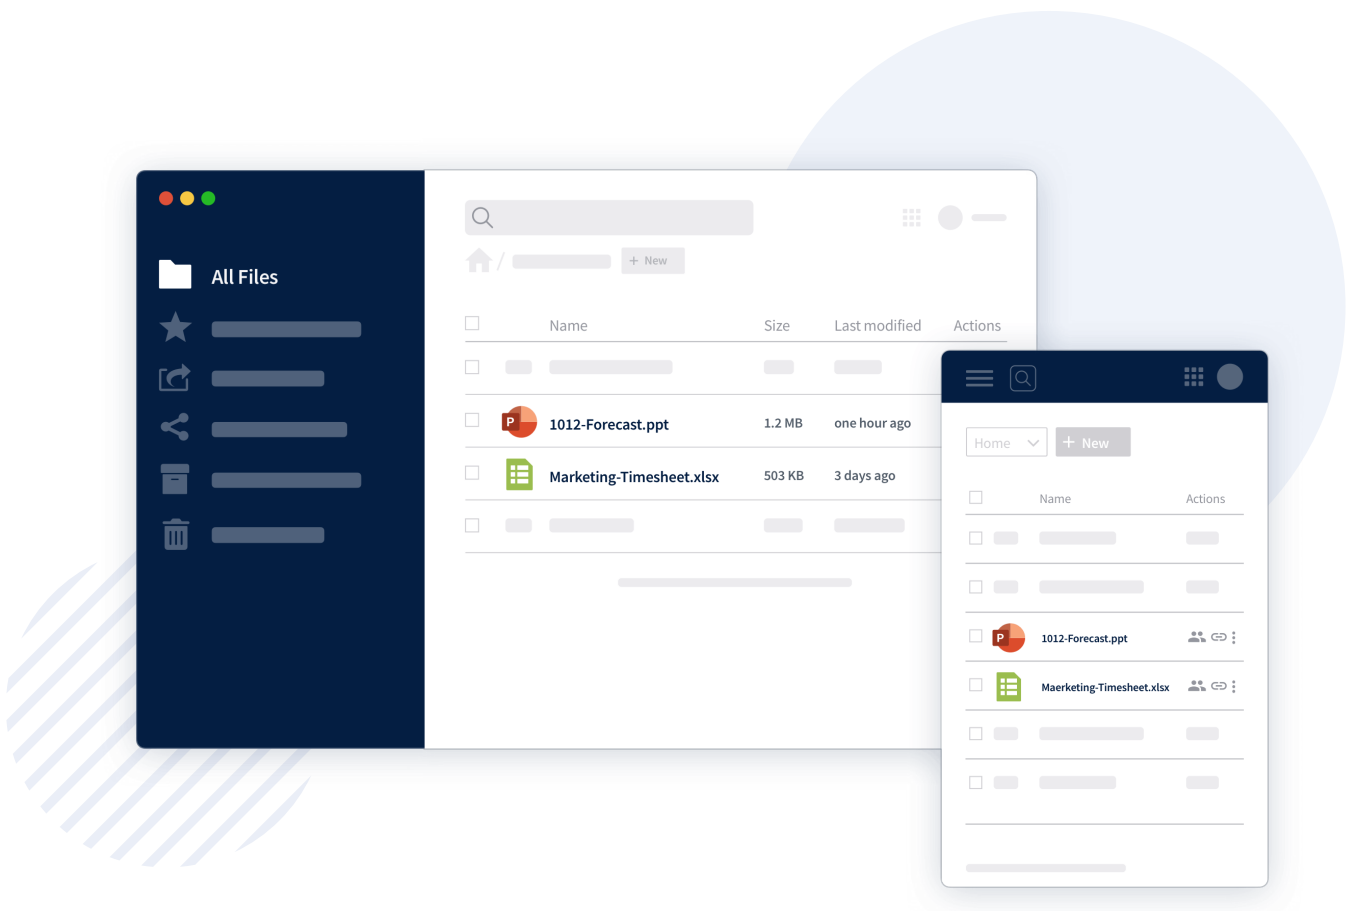 All Files
+ New
Name Size Last modified Actions
P 1012-Forecast.ppt 1.2 MB one hour ago
Marketing-Timesheet.xlsx 503 KB 3 days ago
Home + New
Name Actions
P 1012-Forecast.ppt
Maerketing-Timesheet.xlsx